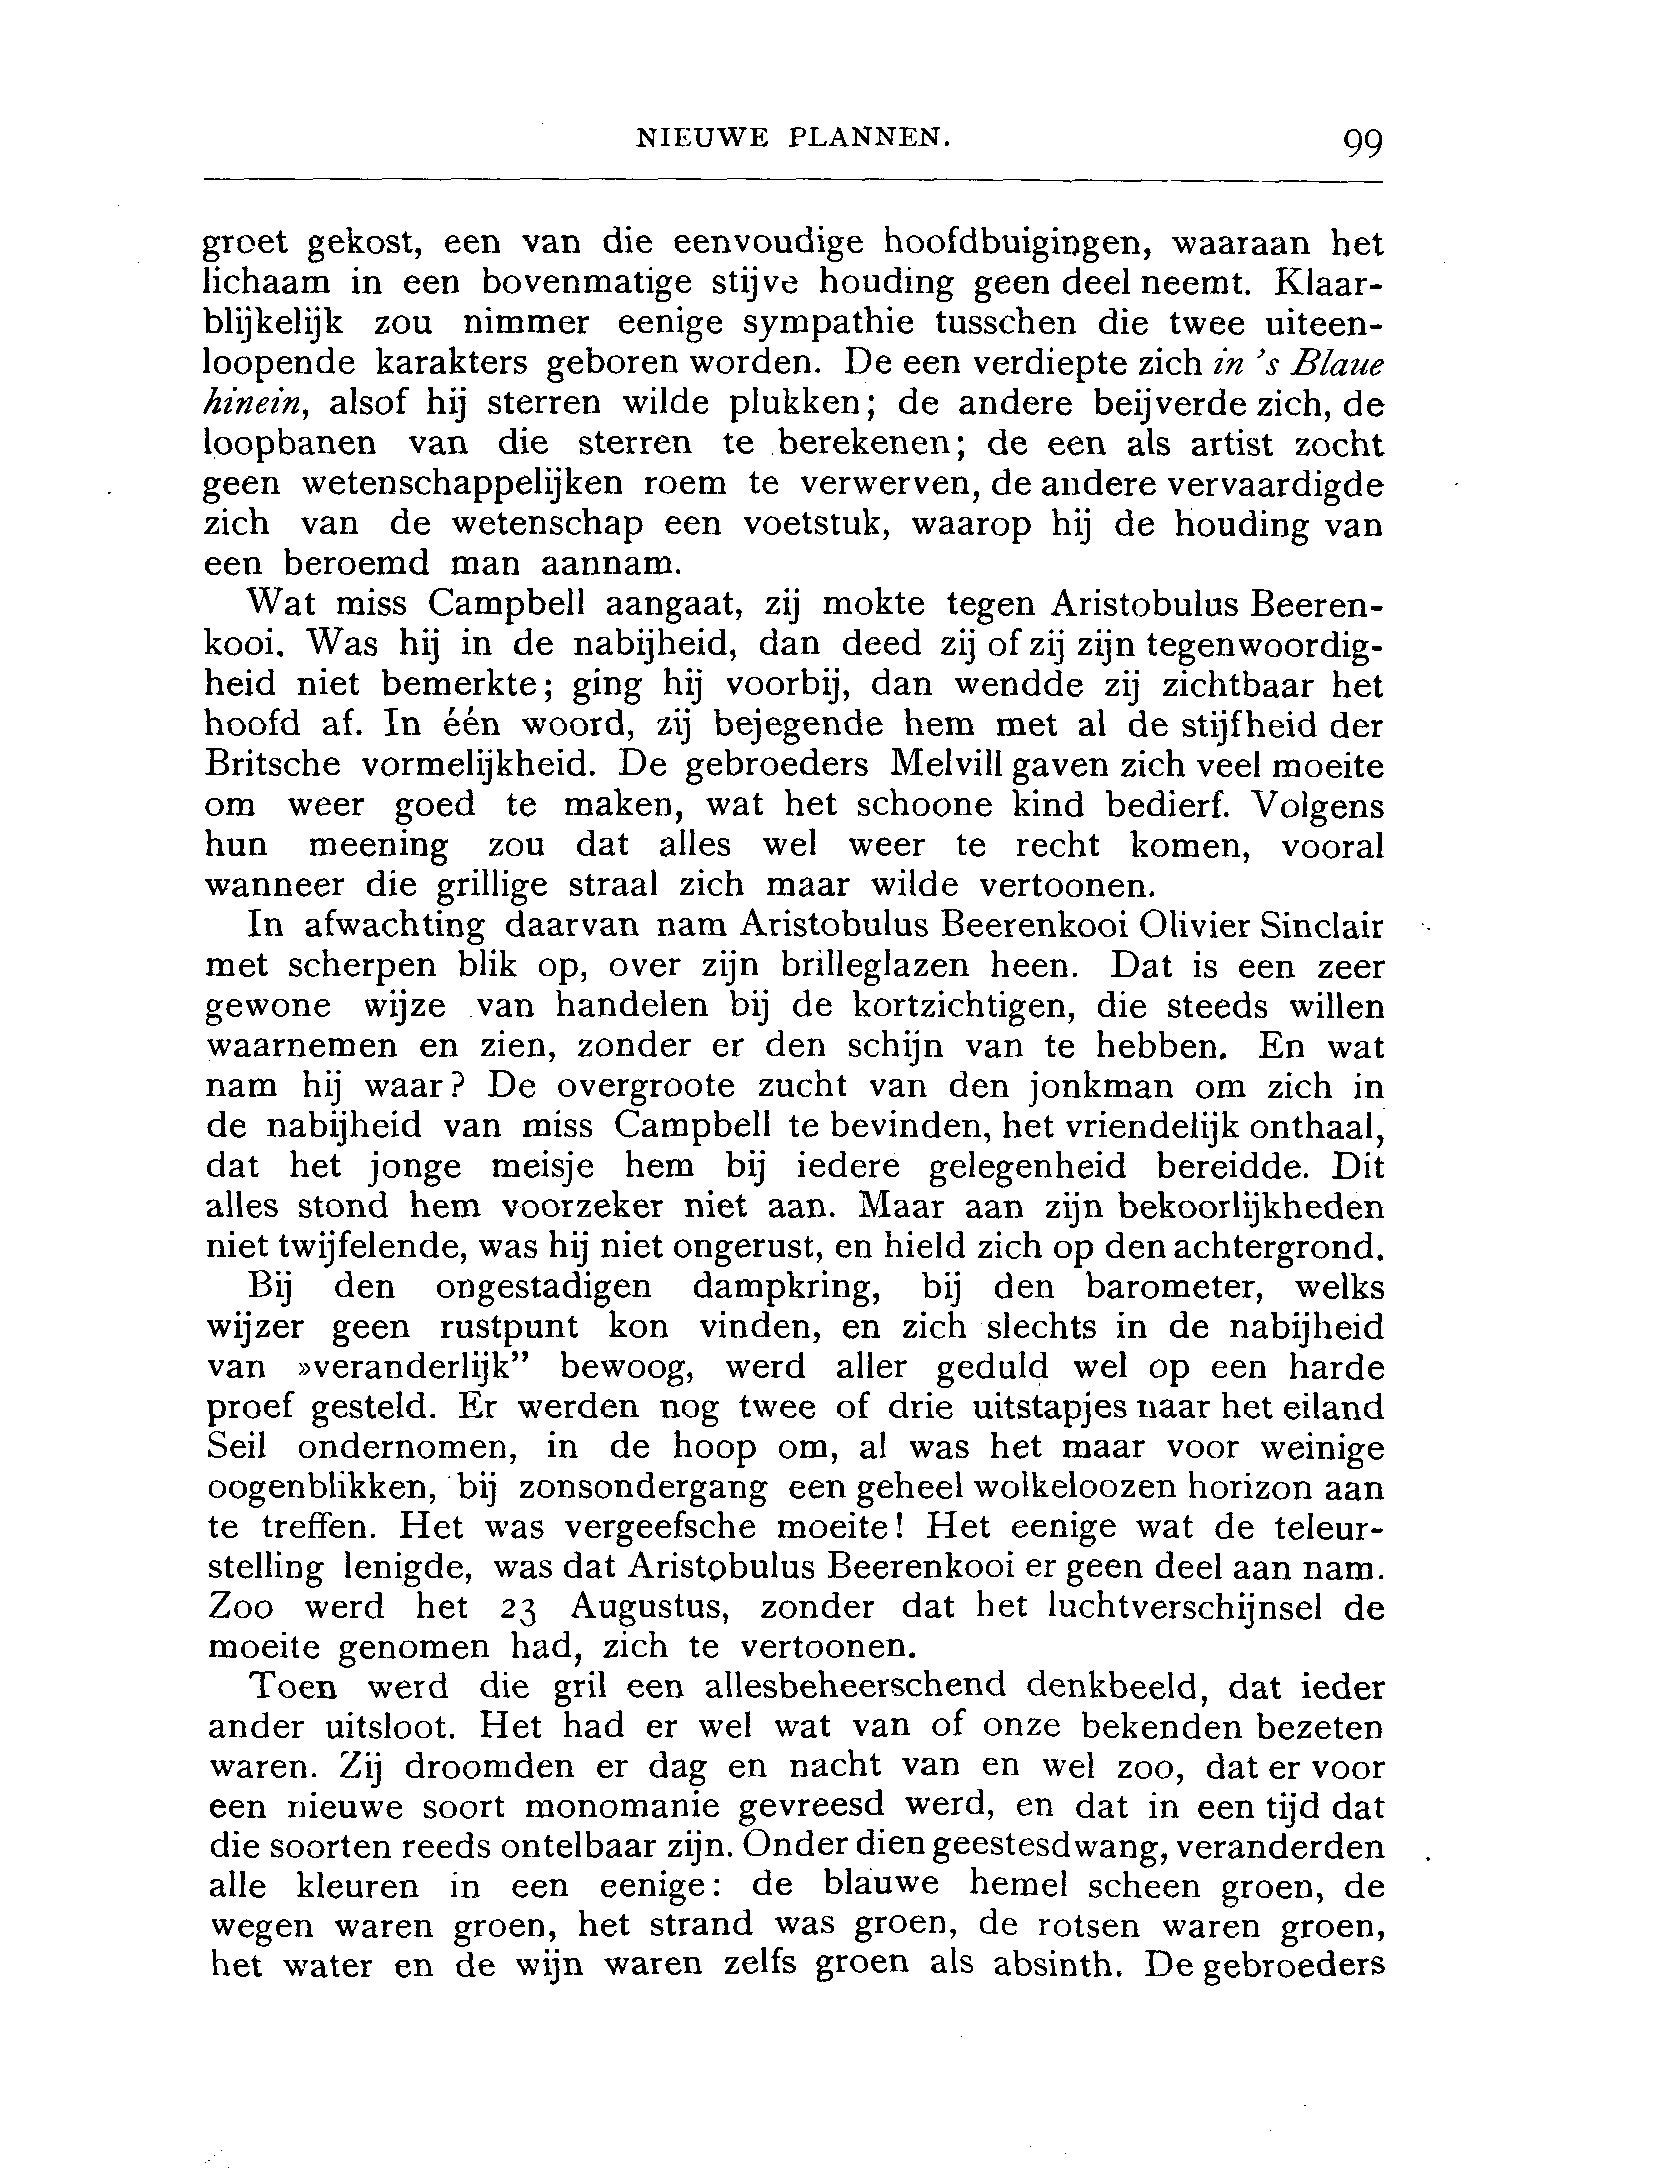 NIEUWE PLANNEN. 99
groet gekost, een van die eenvoudige hoofdbuigingen, waaraan het
lichaam in een bovenmatige stijve houding geen deel neemt. Klaar-
blijkelijk zou nimmer eenige sympathie tusschen die twee uiteen-
loopende karakters geboren worden. De een verdiepte zich in 's Blaue
hinein, alsof hij sterren wilde plukken; de andere beijverde zich, de
loopbanen van die sterren te berekenen; de een als artist zocht
geen wetenschappelijken roem te verwerven, de andere vervaardigde
zich van de wetenschap een voetstuk, waarop hij de houding van
een beroemd man aannam.
Wat miss Campbell aangaat, zij mokte tegen Aristobulus Beeren-
kooi. Was hij in de nabijheid, dan deed zij of zij zijn tegenwoordig-
heid niet bemerkte; ging hij voorbij, dan wendde zij zichtbaar het
hoofd af. In één woord, zij bejegende hem met al de stijfheid der
Britsche vormelijkheid. De gebroeders Melvill gaven zich veel moeite
om weer goed te maken, wat het schoone kind bedierf. Volgens
hun meening zou dat alles wel weer te recht komen, vooral
wanneer die grillige straal zich maar wilde vertoonen.
In afwachting daarvan nam Aristobulus Beerenkooi Olivier Sinclair
met scherpen blik op, over zijn brilleglazen heen. Dat is een zeer
gewone wijze van handelen bij de kortzichtigen, die steeds willen
waarnemen en zien, zonder er den schijn van te hebben. En wat
nam hij waar? De overgroote zucht van den jonkman om zich in
de nabijheid van miss Campbell te bevinden, het vriendelijk onthaal,
dat het jonge meisje hem bij iedere gelegenheid bereidde. Dit
alles stond hem voorzeker niet aan. Maar aan zijn bekoorlijkheden
niet twijfelende, was hij niet ongerust, en hield zich op den achtergrond.
Bij den ongestadigen dampkring, bij den barometer, welks
wijzer geen rustpunt kon vinden, en zich slechts in de nabijheid
van »veranderlijk” bewoog, werd aller geduld wel op een harde
proef gesteld. Er werden nog twee of drie uitstapjes naar het eiland
Seil ondernomen, in de hoop om, al was het maar voor weinige
oogenblikken, bij zonsondergang een geheel wolkeloozen horizon aan
te treffen. Het was vergeefsche moeite! Het eenige wat de teleur-
stelling lenigde, was dat Aristobulus Beerenkooi er geen deel aan nam.
Zoo werd het 23 Augustus, zonder dat het luchtverschijnsel de
moeite genomen had, zich te vertoonen.
Toen werd die gril een allesbeheerschend denkbeeld, dat ieder
ander uitsloot. Het had er wel wat van of onze bekenden bezeten
waren. Zij droomden er dag en nacht van en wel zoo, dat er voor
een nieuwe soort monomanie gevreesd werd, en dat in een tijd dat
die soorten reeds ontelbaar zijn. Onder dien geestesdwang, veranderden
alle kleuren in een eenige: de blauwe hemel scheen groen, de
wegen waren groen, het strand was groen, de rotsen waren groen,
het water en de wijn waren zelfs groen als absinth. De gebroeders